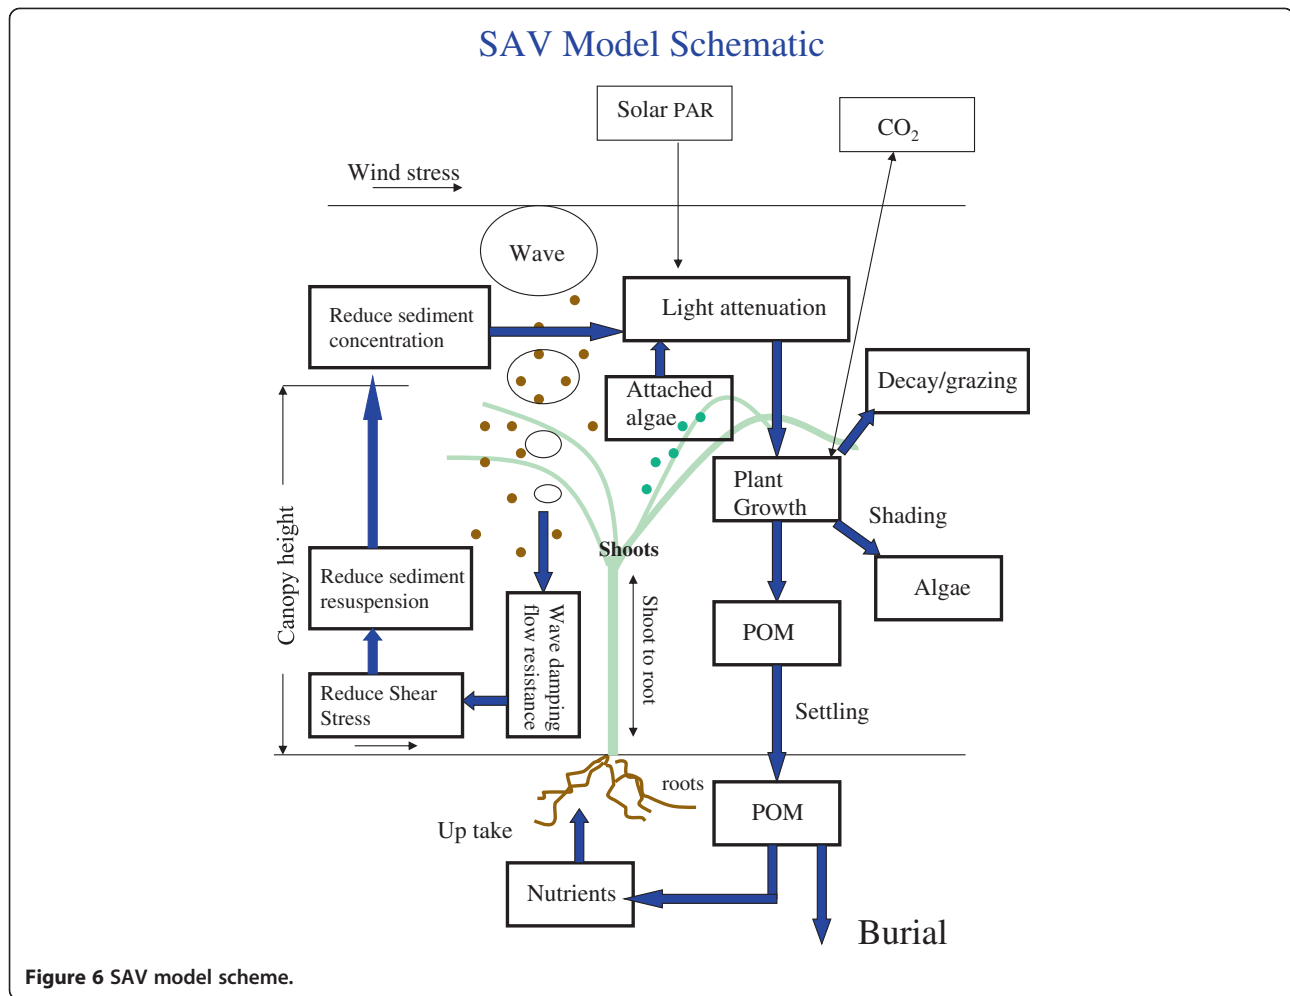 SAV Model Schematic
Solar PAR
CO₂
Wind stress
Wave
Reduce sediment
concentration
Light attenuation
Attached
algae
Decay/grazing
Plant
Growth
Shading
Algae
Canopy height
Reduce sediment
resuspension
Shoots
Wave damping
flow resistance
Shoot to root
POM
Reduce Shear
Stress
Settling
roots
POM
Up take
Nutrients
Burial
Figure 6 SAV model scheme.